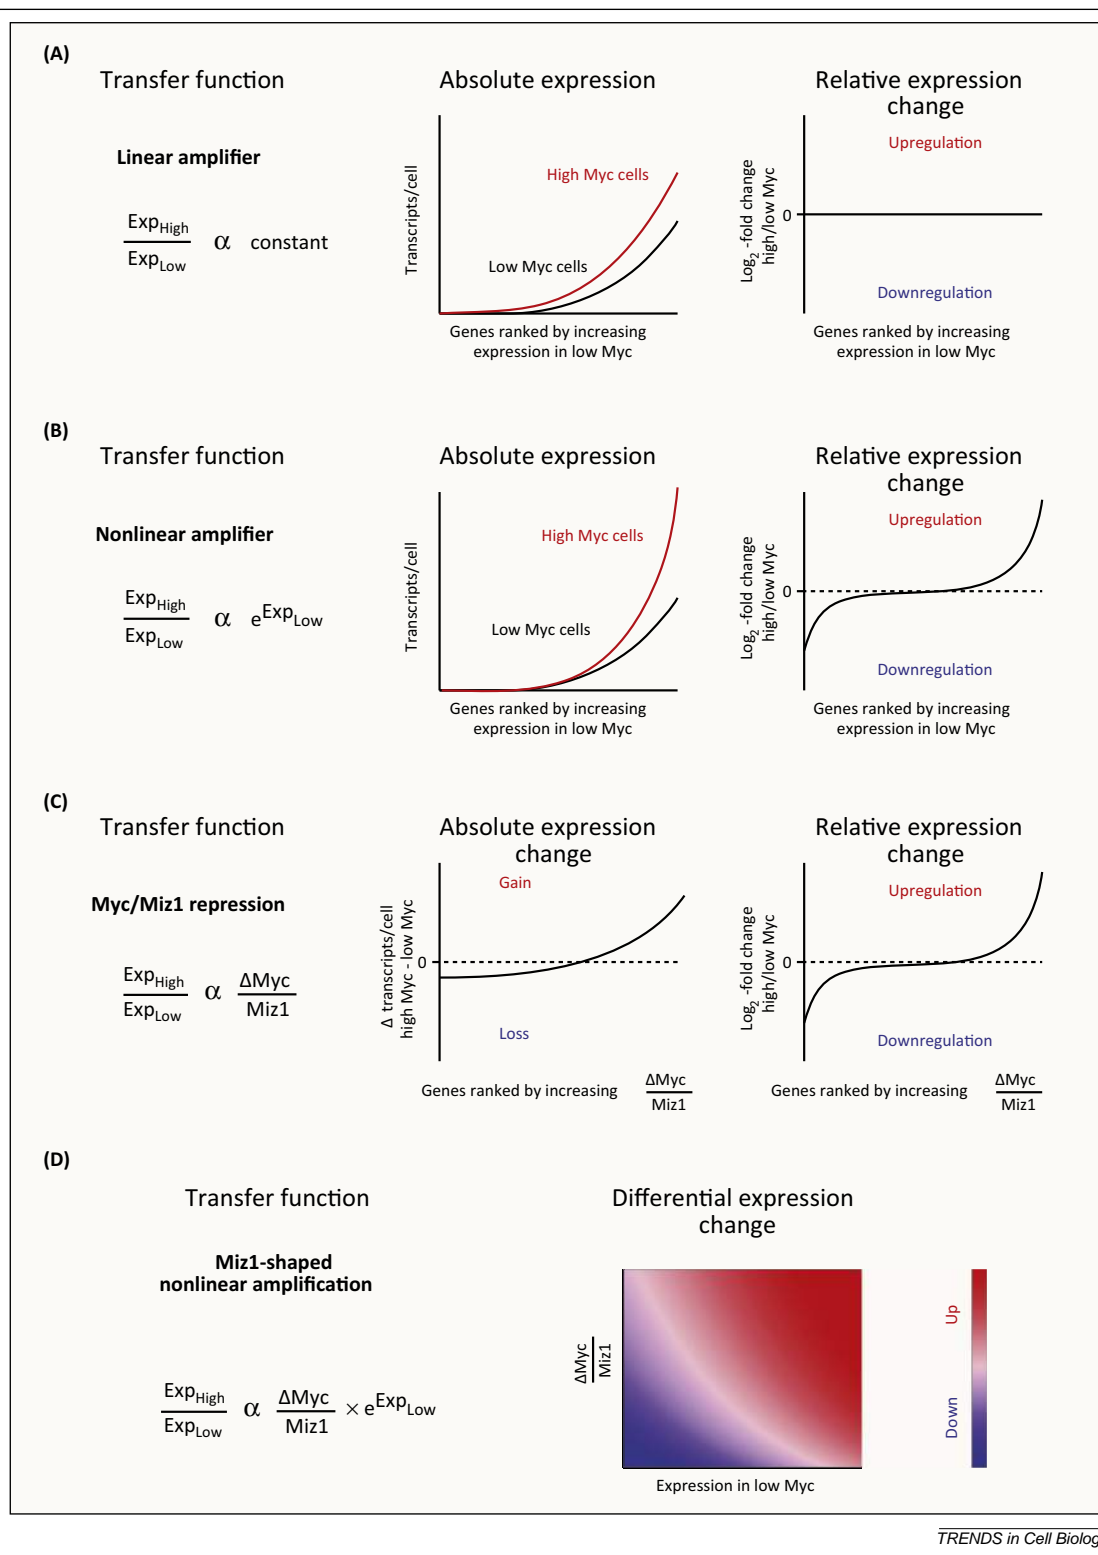 (A)
Transfer function
Absolute expression
Relative expression
change
Linear amplifier
Exp_High
Exp_Low
α constant
Transcripts/cell
High Myc cells
Low Myc cells
Genes ranked by increasing
expression in low Myc
Log2 -fold change
high/low Myc
Upregulation
0
Downregulation
Genes ranked by increasing
expression in low Myc
(B)
Transfer function
Absolute expression
Relative expression
change
Nonlinear amplifier
Exp_High
Exp_Low
α e^Exp_Low
Transcripts/cell
High Myc cells
Low Myc cells
Genes ranked by increasing
expression in low Myc
Log2 -fold change
high/low Myc
Upregulation
0
Downregulation
Genes ranked by increasing
expression in low Myc
(C)
Transfer function
Absolute expression
change
Relative expression
change
Myc/Miz1 repression
Exp_High
Exp_Low
α
ΔMyc
Miz1
Δ transcripts/cell
high Myc - low Myc
Gain
0
Loss
Genes ranked by increasing
ΔMyc
Miz1
Log2 -fold change
high/low Myc
Upregulation
0
Downregulation
Genes ranked by increasing
ΔMyc
Miz1
(D)
Transfer function
Differential expression
change
Miz1-shaped
nonlinear amplification
Exp_High
Exp_Low
α
ΔMyc
Miz1
× e^Exp_Low
ΔMyc
Miz1
Expression in low Myc
Up
Down
TRENDS in Cell Biolog